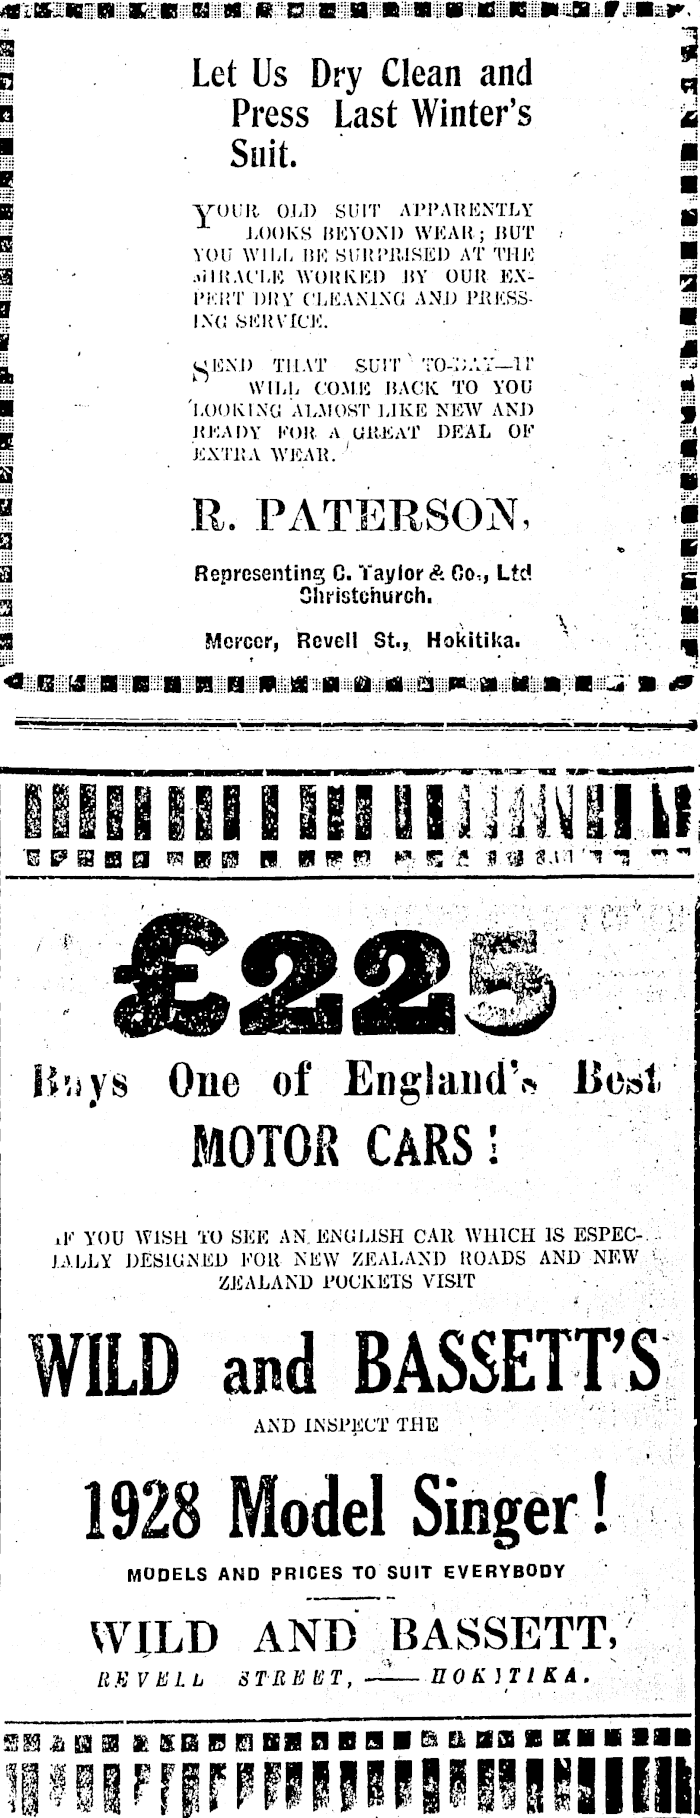 Let Us Dry Clean and
Press Last Winter's
Suit.
YOUR OLD SUIT APPARENTLY
LOOKS BEYOND WEAR; BUT
YOU WILL BE SURPRISED AT THE
MIRACLE WORKED BY OUR EX-
PERT DRY CLEANING AND PRESS-
ING SERVICE.
SEND THAT SUIT TO-DAY—IT
WILL COME BACK TO YOU
LOOKING ALMOST LIKE NEW AND
READY FOR A GREAT DEAL OF
EXTRA WEAR.
R. PATERSON,
Representing C. Taylor & Co., Ltd
Christchurch.
Mercer, Revell St., Hokitika.
£225
Buys One of England's Best
MOTOR CARS!
IF YOU WISH TO SEE AN ENGLISH CAR WHICH IS ESPEC-
IALLY DESIGNED FOR NEW ZEALAND ROADS AND NEW
ZEALAND POCKETS VISIT
WILD and BASSETT'S
AND INSPECT THE
1928 Model Singer!
MODELS AND PRICES TO SUIT EVERYBODY
WILD AND BASSETT,
REVELL STREET, —— HOKITIKA.